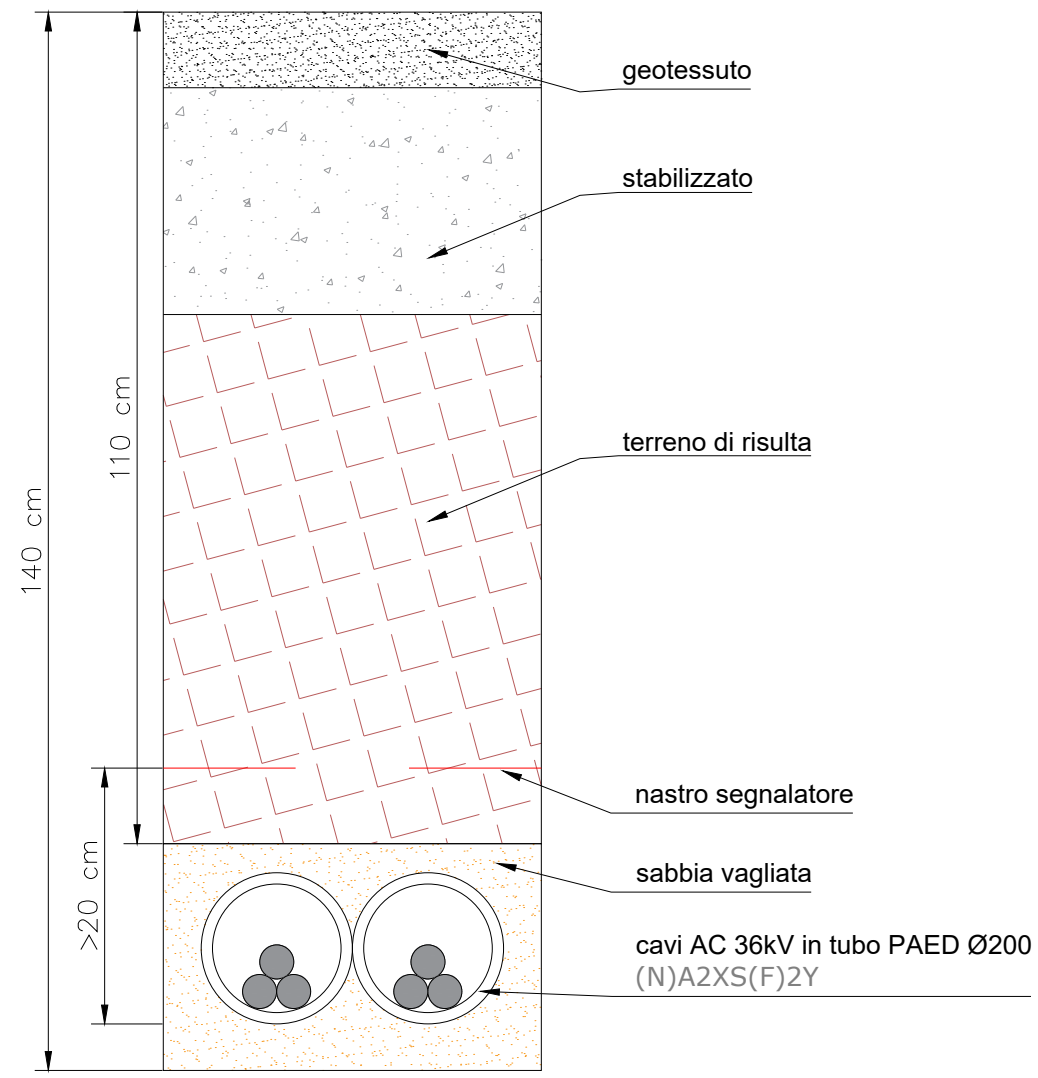 geotessuto
stabilizzato
110 cm
terreno di risulta
140 cm
nastro segnalatore
>20 cm
sabbia vagliata
cavi AC 36kV in tubo PAED Ø200
(N)A2XS(F)2Y